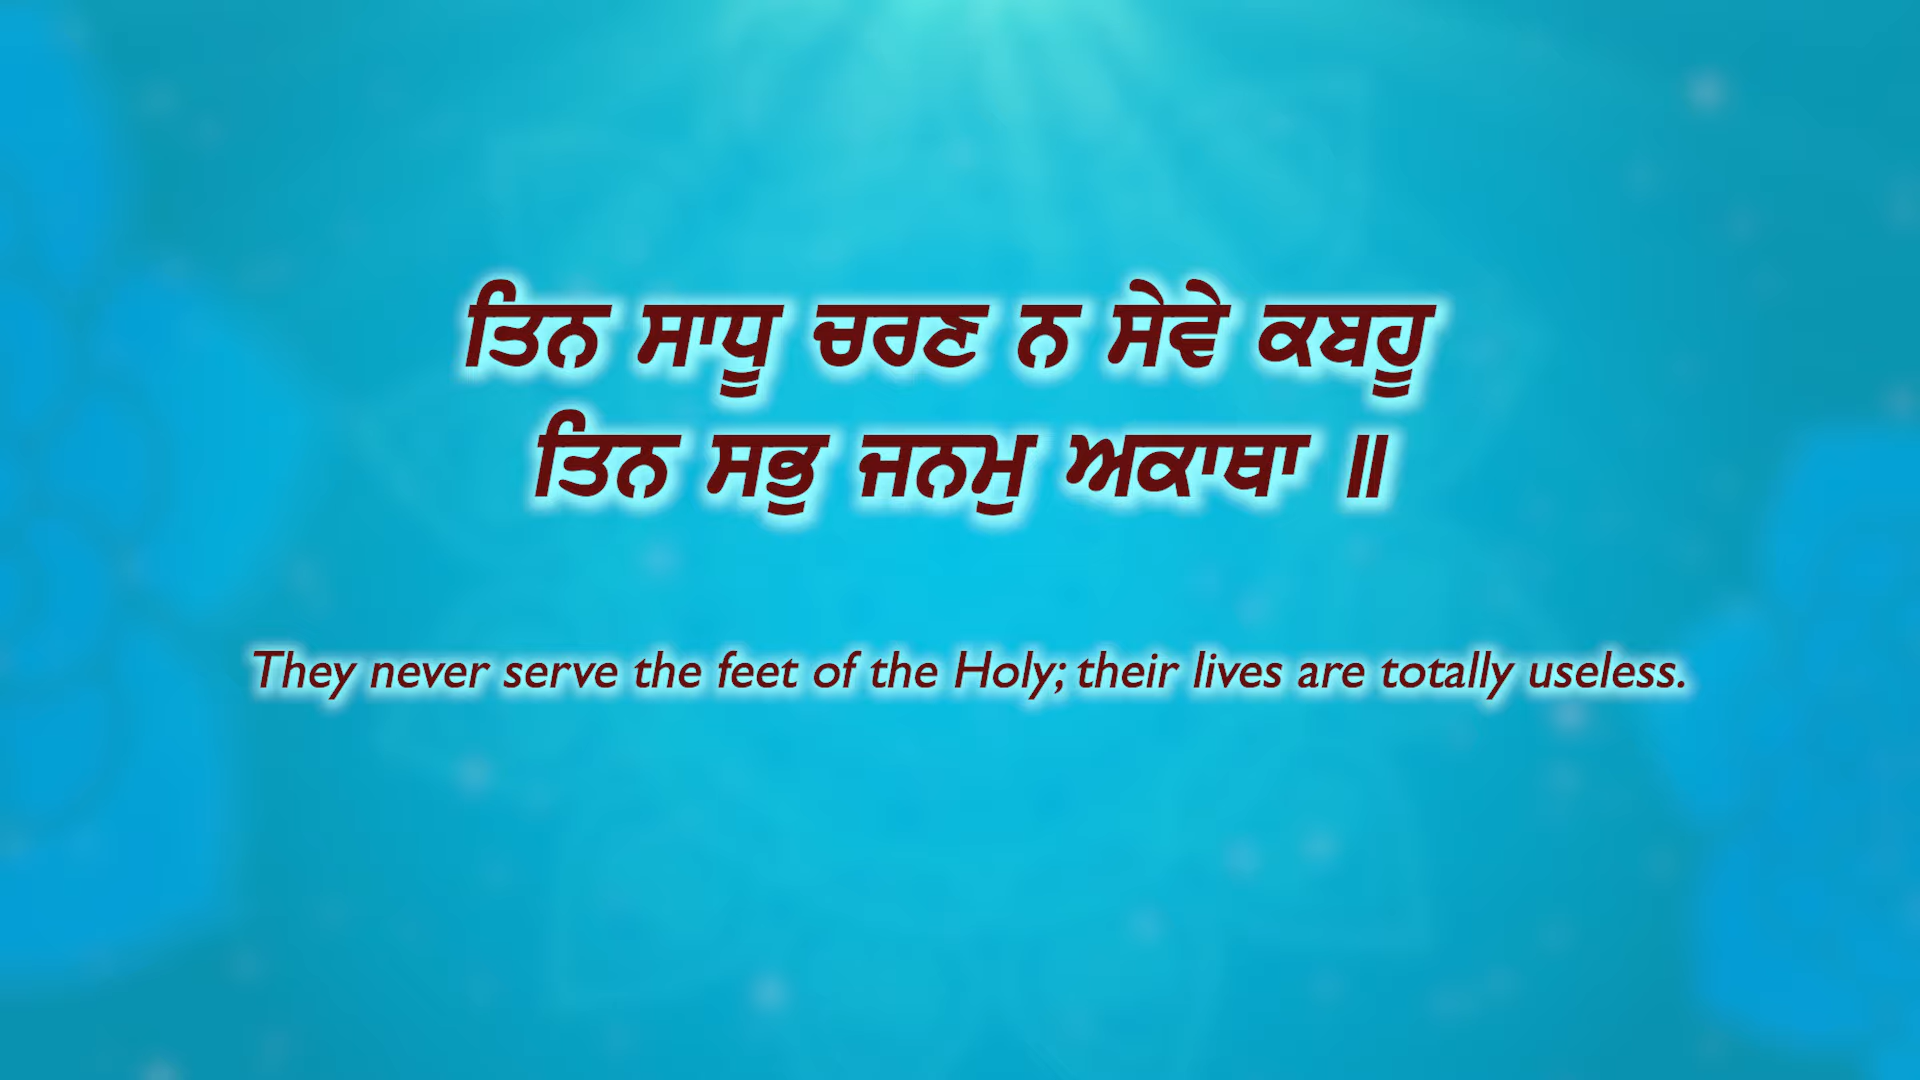 ਤਿਨ ਸਾਧੂ ਚਰਣ ਨ ਸੇਵੇ ਕਬਹੂ
ਤਿਨ ਸਭੁ ਜਨਮੁ ਅਕਾਥਾ ॥
They never serve the feet of the Holy; their lives are totally useless.